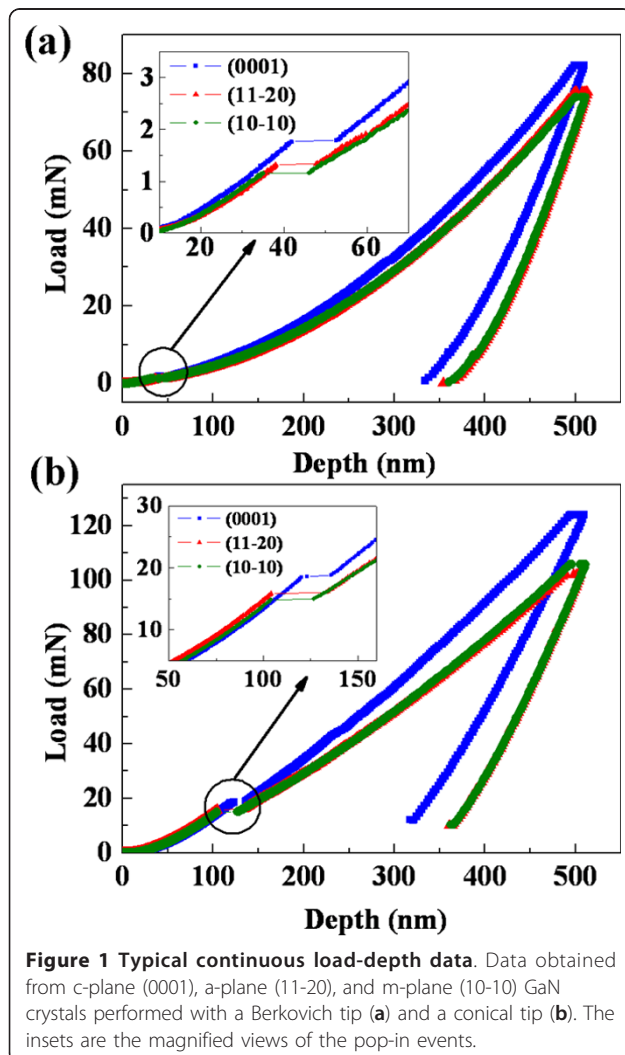 (a)
80
60
40
20
0
Load (mN)
3
2
1
0
(0001)
(11-20)
(10-10)
20 40 60
0 100 200 300 400 500
Depth (nm)
(b)
120
100
80
60
40
20
0
Load (mN)
30
20
10
(0001)
(11-20)
(10-10)
50 100 150
0 100 200 300 400 500
Depth (nm)
Figure 1 Typical continuous load-depth data. Data obtained
from c-plane (0001), a-plane (11-20), and m-plane (10-10) GaN
crystals performed with a Berkovich tip (a) and a conical tip (b). The
insets are the magnified views of the pop-in events.